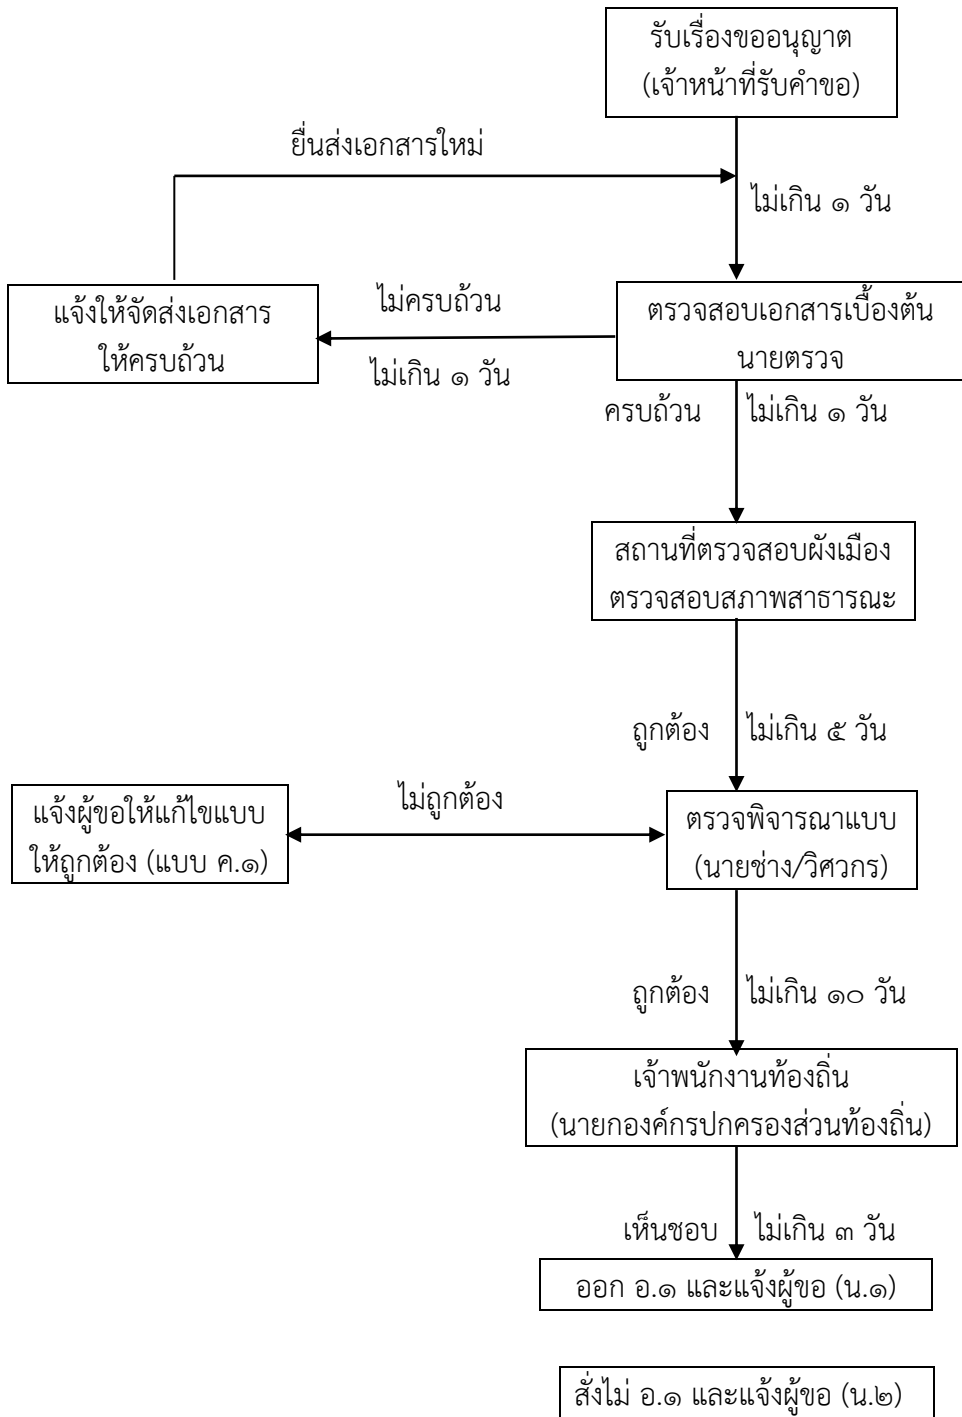 รับเรื่องขออนุญาต
(เจ้าหน้าที่รับคำขอ)
ยื่นส่งเอกสารใหม่
ไม่เกิน ๑ วัน
แจ้งให้จัดส่งเอกสาร
ให้ครบถ้วน
ไม่ครบถ้วน
ไม่เกิน ๑ วัน
ตรวจสอบเอกสารเบื้องต้น
นายตรวจ
ครบถ้วน
ไม่เกิน ๑ วัน
สถานที่ตรวจสอบผังเมือง
ตรวจสอบสภาพสาธารณะ
ถูกต้อง
ไม่เกิน ๕ วัน
แจ้งผู้ขอให้แก้ไขแบบ
ให้ถูกต้อง (แบบ ค.๑)
ไม่ถูกต้อง
ตรวจพิจารณาแบบ
(นายช่าง/วิศวกร)
ถูกต้อง
ไม่เกิน ๑๐ วัน
เจ้าพนักงานท้องถิ่น
(นายกองค์กรปกครองส่วนท้องถิ่น)
เห็นชอบ
ไม่เกิน ๓ วัน
ออก อ.๑ และแจ้งผู้ขอ (น.๑)
สั่งไม่ อ.๑ และแจ้งผู้ขอ (น.๒)